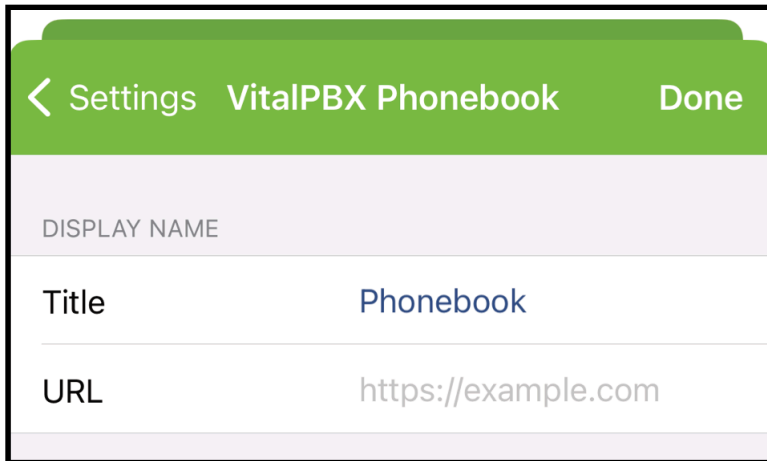 Settings VitalPBX Phonebook Done
DISPLAY NAME
Title Phonebook
URL https://example.com